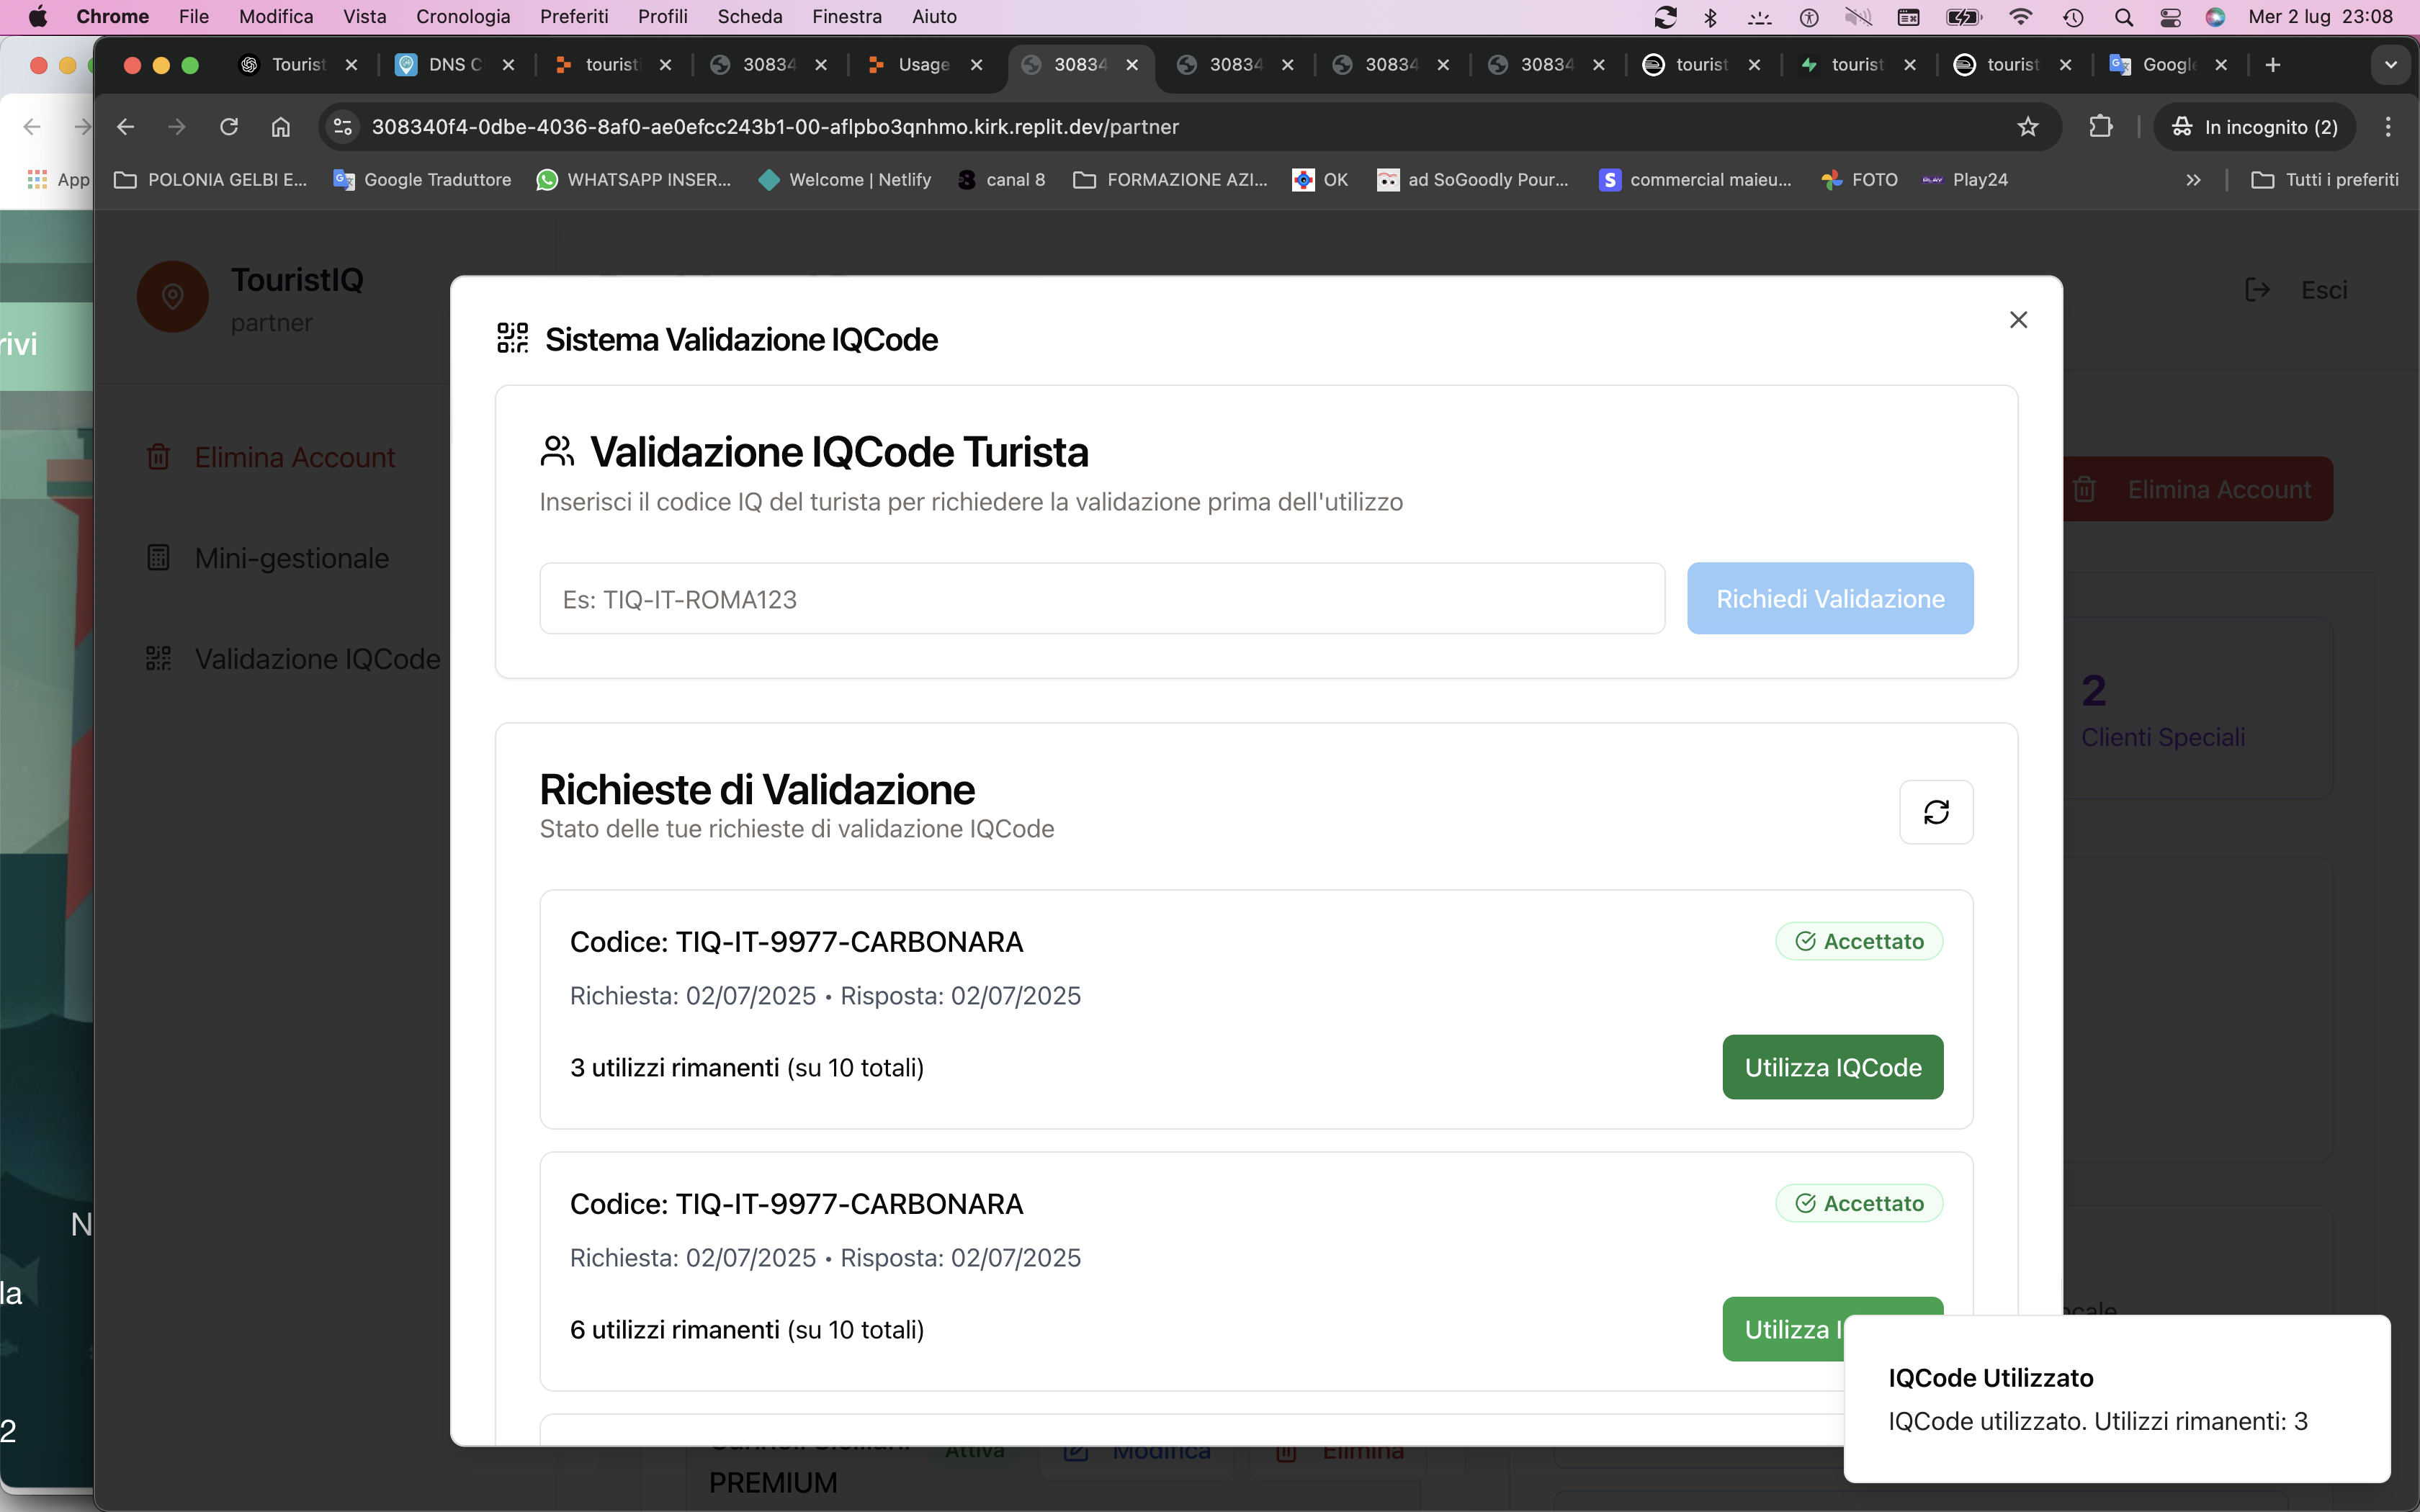 Chrome File Modifica Vista Cronologia Preferiti Profili Scheda Finestra Aiuto Mer 2 lug 23:08
Tourist DNS C tourist 30834 Usage 30834 30834 30834 30834 tourist tourist tourist Google
308340f4-0dbe-4036-8af0-ae0efcc243b1-00-aflpbo3qnhmo.kirk.replit.dev/partner In incognito (2)
App POLONIA GELBI E... Google Traduttore WHATSAPP INSER... Welcome | Netlify canal 8 FORMAZIONE AZI... OK ad SoGoodly Pour... commercial maieu... FOTO Play24 Tutti i preferiti
TouristIQ
partner
Esci
rivi
Elimina Account
Mini-gestionale
Validazione IQCode
Elimina Account
2
Clienti Speciali
Sistema Validazione IQCode
Validazione IQCode Turista
Inserisci il codice IQ del turista per richiedere la validazione prima dell'utilizzo
Es: TIQ-IT-ROMA123 Richiedi Validazione
Richieste di Validazione
Stato delle tue richieste di validazione IQCode
Codice: TIQ-IT-9977-CARBONARA Accettato
Richiesta: 02/07/2025 • Risposta: 02/07/2025
3 utilizzi rimanenti (su 10 totali) Utilizza IQCode
Codice: TIQ-IT-9977-CARBONARA Accettato
Richiesta: 02/07/2025 • Risposta: 02/07/2025
6 utilizzi rimanenti (su 10 totali) Utilizza I
IQCode Utilizzato
IQCode utilizzato. Utilizzi rimanenti: 3
N
la
2
Attiva Modifica Elimina
PREMIUM